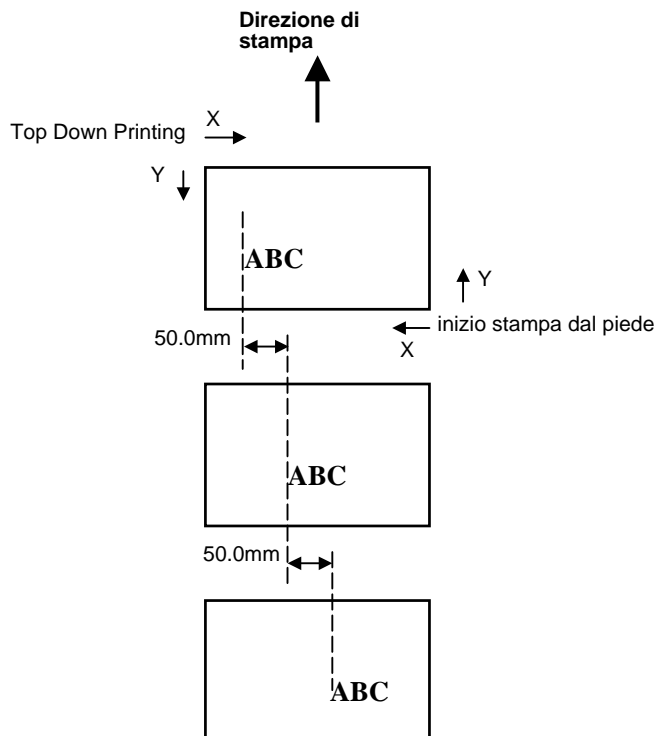 Direzione di
stampa
X
Top Down Printing
Y
ABC
Y
inizio stampa dal piede
X
50.0mm
ABC
50.0mm
ABC